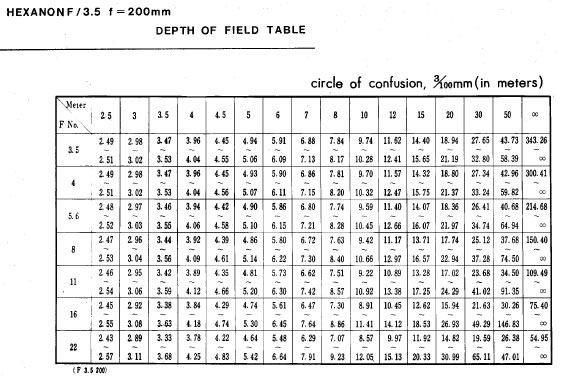 HEXANON F/3.5 f=200mm
DEPTH OF FIELD TABLE
circle of confusion, 3/100mm (in meters)
Meter
F No. 2.5 3 3.5 4 4.5 5 6 7 8 10 12 15 20 30 50 ∞
2.49 2.98 3.47 3.96 4.45 4.94 5.91 6.88 7.84 9.74 11.62 14.40 18.94 27.65 43.73 343.26
3.5 ~ ~ ~ ~ ~ ~ ~ ~ ~ ~ ~ ~ ~ ~ ~ ~
2.51 3.02 3.53 4.04 4.55 5.06 6.09 7.13 8.17 10.28 12.41 15.65 21.19 32.80 58.39 ∞
2.49 2.98 3.47 3.96 4.45 4.93 5.90 6.86 7.81 9.70 11.57 14.32 18.80 27.34 42.96 300.41
4 ~ ~ ~ ~ ~ ~ ~ ~ ~ ~ ~ ~ ~ ~ ~ ~
2.51 3.02 3.53 4.04 4.56 5.07 6.11 7.15 8.20 10.32 12.47 15.75 21.37 33.24 59.82 ∞
2.48 2.97 3.46 3.94 4.42 4.90 5.86 6.80 7.74 9.59 11.40 14.07 18.36 26.41 40.68 214.68
5.6 ~ ~ ~ ~ ~ ~ ~ ~ ~ ~ ~ ~ ~ ~ ~ ~
2.52 3.03 3.55 4.06 4.58 5.10 6.15 7.21 8.28 10.45 12.66 16.07 21.97 34.74 64.94 ∞
2.47 2.96 3.44 3.92 4.39 4.86 5.80 6.72 7.63 9.42 11.17 13.71 17.74 25.12 37.68 150.40
8 ~ ~ ~ ~ ~ ~ ~ ~ ~ ~ ~ ~ ~ ~ ~ ~
2.53 3.04 3.56 4.09 4.61 5.14 6.22 7.30 8.40 10.66 12.97 16.57 22.94 37.28 74.50 ∞
2.46 2.95 3.42 3.89 4.35 4.81 5.73 6.62 7.51 9.22 10.89 13.28 17.02 23.68 34.50 109.49
11 ~ ~ ~ ~ ~ ~ ~ ~ ~ ~ ~ ~ ~ ~ ~ ~
2.54 3.06 3.59 4.12 4.66 5.20 6.30 7.42 8.57 10.92 13.38 17.25 24.29 41.02 91.35 ∞
2.45 2.92 3.38 3.84 4.29 4.74 5.61 6.47 7.30 8.91 10.45 12.62 15.94 21.63 30.26 75.40
16 ~ ~ ~ ~ ~ ~ ~ ~ ~ ~ ~ ~ ~ ~ ~ ~
2.55 3.08 3.63 4.18 4.74 5.30 6.45 7.64 8.86 11.41 14.12 18.53 26.93 49.29 146.83 ∞
2.43 2.89 3.33 3.78 4.22 4.64 5.48 6.29 7.07 8.57 9.97 11.92 14.82 19.59 26.38 54.95
22 ~ ~ ~ ~ ~ ~ ~ ~ ~ ~ ~ ~ ~ ~ ~ ~
2.57 3.11 3.68 4.25 4.83 5.42 6.64 7.91 9.23 12.05 15.13 20.33 30.99 65.11 47.01 ∞
(F 3.5 200)